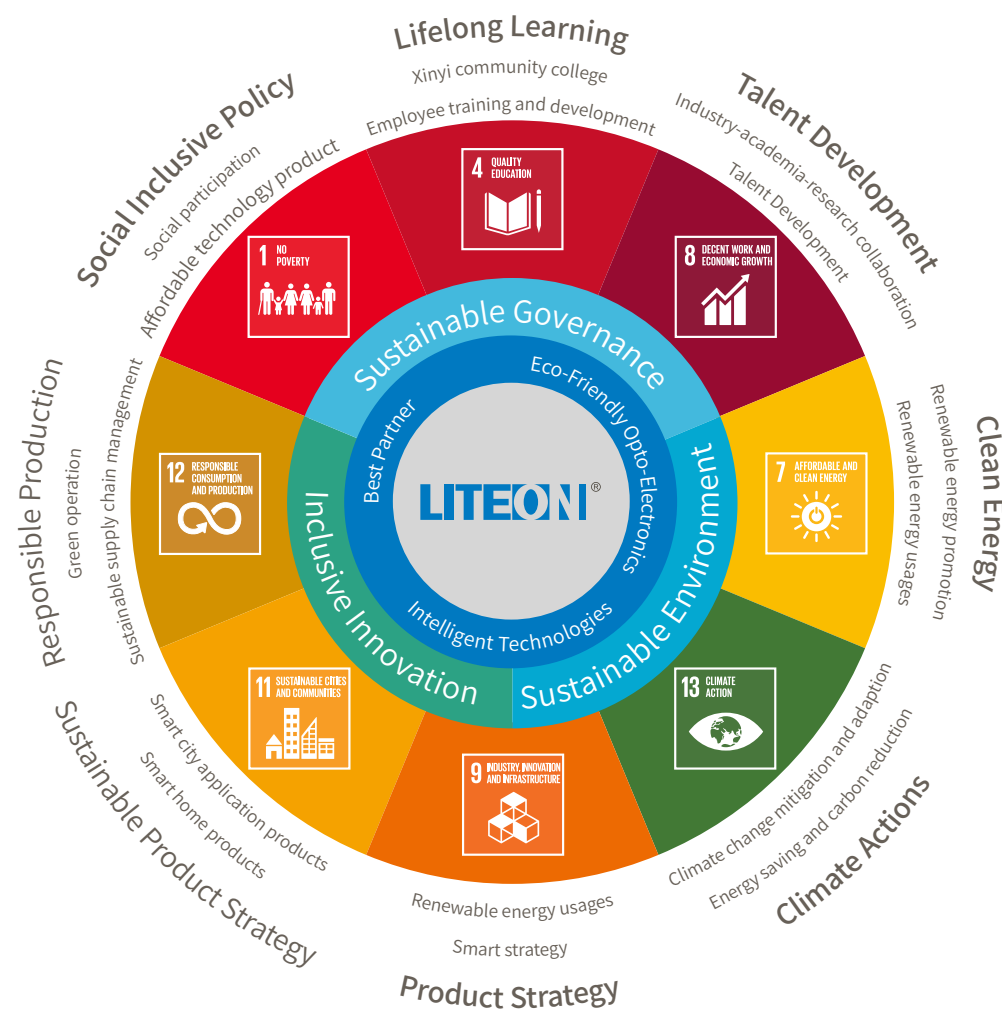 Lifelong Learning
Xinyi community college
Employee training and development
4 QUALITY
EDUCATION
Talent Development
Industry-academia-research collaboration
Talent Development
8 DECENT WORK AND
ECONOMIC GROWTH
Clean Energy
Renewable energy promotion
Renewable energy usages
7 AFFORDABLE AND
CLEAN ENERGY
Climate Actions
Energy saving and carbon reduction
Climate change mitigation and adaption
13 CLIMATE
ACTION
9 INDUSTRY, INNOVATION
AND INFRASTRUCTURE
Renewable energy usages
Smart strategy
Product Strategy
11 SUSTAINABLE CITIES
AND COMMUNITIES
Smart city application products
Smart home products
Sustainable Product Strategy
Responsible Production
Green operation
Sustainable supply chain management
12 RESPONSIBLE
CONSUMPTION
AND PRODUCTION
Social Inclusive Policy
Social participation
Affordable technology product
1 NO
POVERTY
Sustainable Governance
Sustainable Environment
Inclusive Innovation
Best Partner
Eco-Friendly Opto-Electronics
Intelligent Technologies
LITEON®